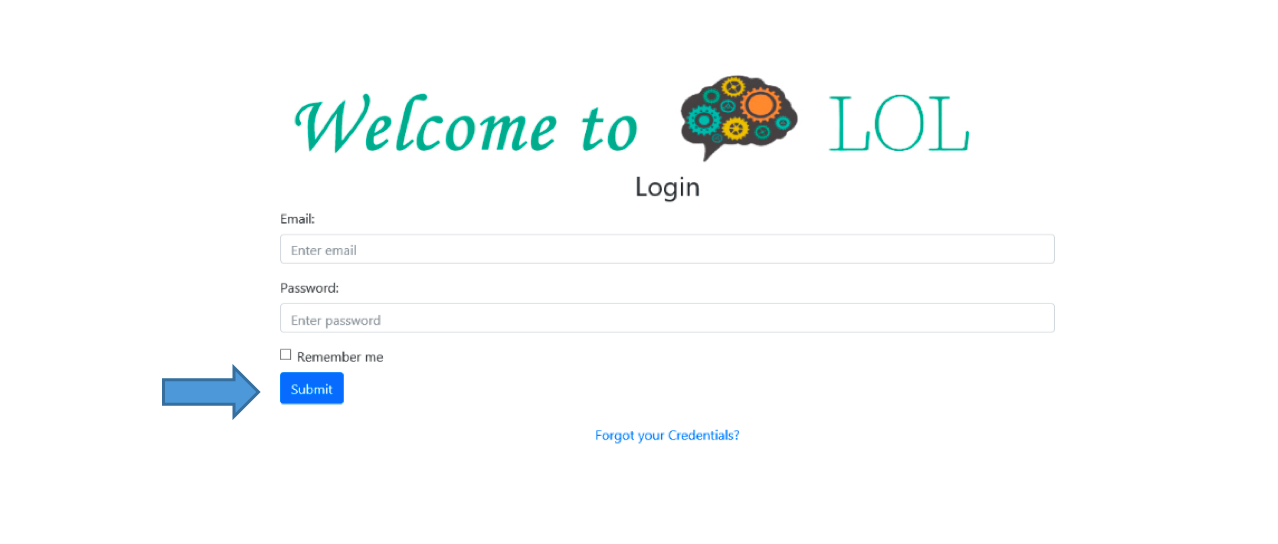 Welcome to LOL
Login
Email:
Enter email
Password:
Enter password
Remember me
Submit
Forgot your Credentials?